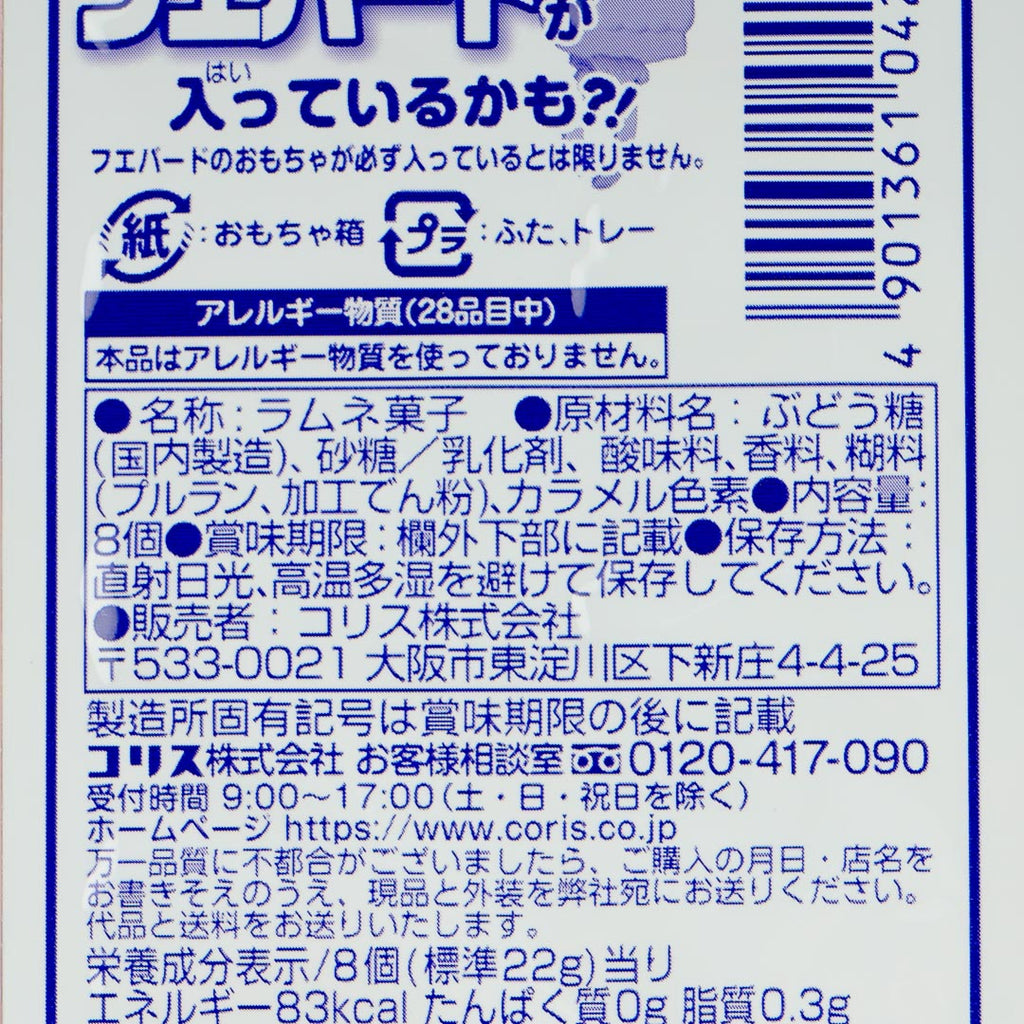 フエバードが
はい
入っているかも?!
フエバードのおもちゃが必ず入っているとは限りません。
紙:おもちゃ箱 プラ:ふた、トレー
アレルギー物質(28品目中)
本品はアレルギー物質を使っておりません。
●名称:ラムネ菓子 ●原材料名:ぶどう糖
(国内製造)、砂糖/乳化剤、酸味料、香料、糊料
(プルラン、加工でん粉)、カラメル色素●内容量:
8個●賞味期限:欄外下部に記載●保存方法:
直射日光、高温多湿を避けて保存してください。
●販売者:コリス株式会社
〒533-0021 大阪市東淀川区下新庄4-4-25
製造所固有記号は賞味期限の後に記載
コリス株式会社 お客様相談室 0120-417-090
受付時間 9:00~17:00(土・日・祝日を除く)
ホームページ https://www.coris.co.jp
万一品質に不都合がございましたら、ご購入の月日・店名を
お書きそえのうえ、現品と外装を弊社宛にお送りください。
代品と送料をお送りいたします。
栄養成分表示/8個(標準22g)当り
エネルギー83kcal たんぱく質0g 脂質0.3g
4 901361 04